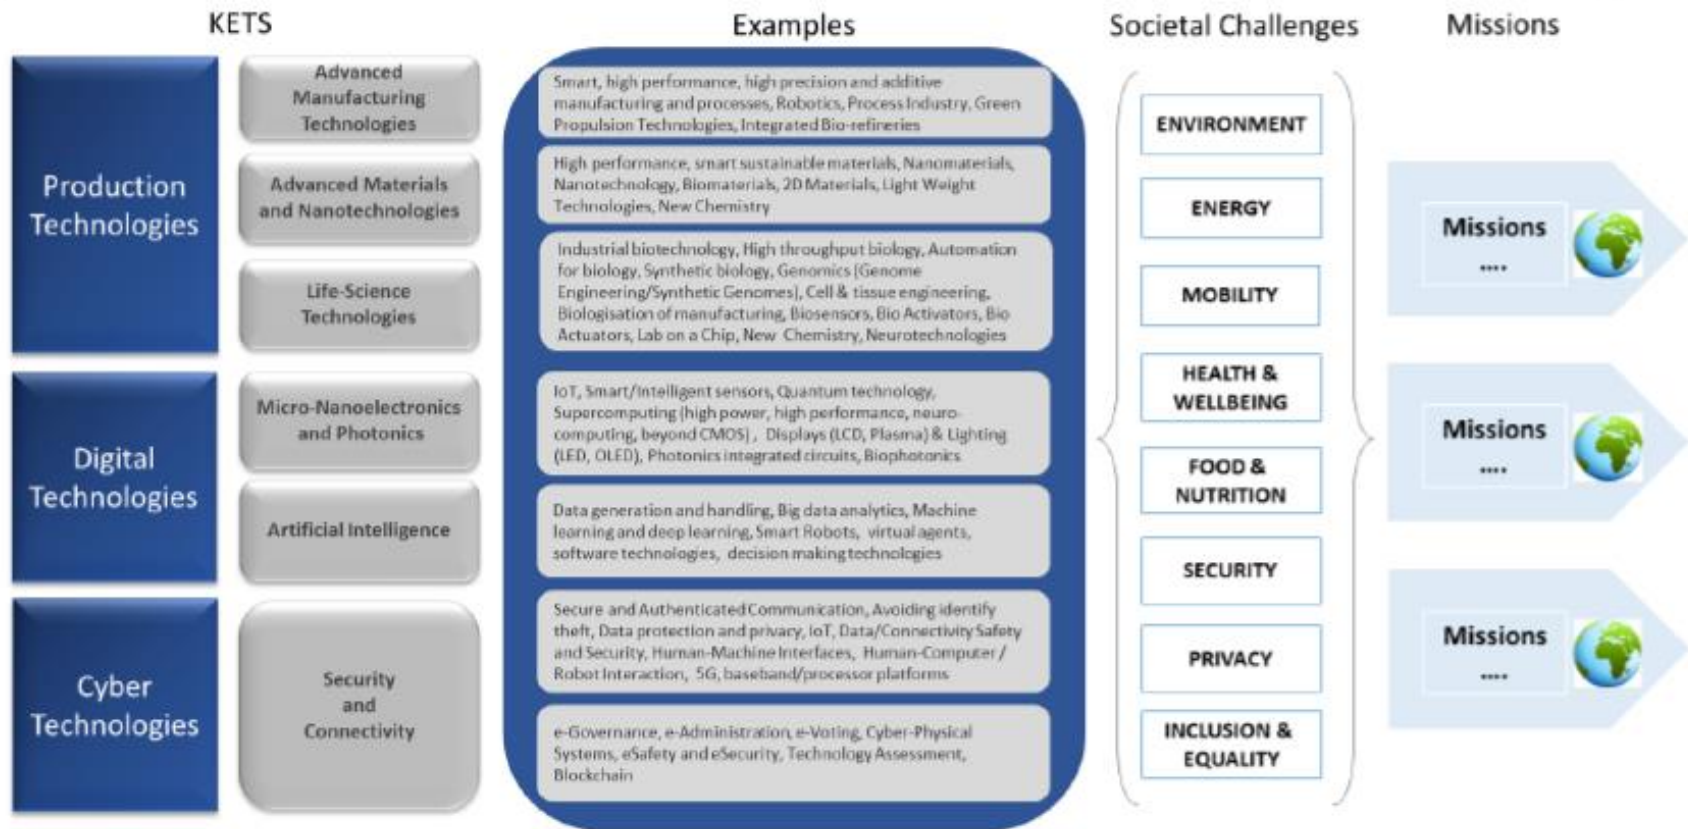 KETS
Examples
Societal Challenges
Missions
Production
Technologies
Advanced
Manufacturing
Technologies
Advanced Materials
and Nanotechnologies
Life-Science
Technologies
Digital
Technologies
Micro-Nanoelectronics
and Photonics
Artificial Intelligence
Cyber
Technologies
Security
and
Connectivity
Smart, high performance, high precision and additive
manufacturing and processes, Robotics, Process Industry, Green
Propulsion Technologies, Integrated Bio-refineries
High performance, smart sustainable materials, Nanomaterials,
Nanotechnology, Biomaterials, 2D Materials, Light Weight
Technologies, New Chemistry
Industrial biotechnology, High throughput biology, Automation
for biology, Synthetic biology, Genomics (Genome
Engineering/Synthetic Genomes), Cell & tissue engineering,
Biologisation of manufacturing, Biosensors, Bio Activators, Bio
Actuators, Lab on a Chip, New Chemistry, Neurotechnologies
IoT, Smart/Intelligent sensors, Quantum technology,
Supercomputing (high power, high performance, neuro-
computing, beyond CMOS) , Displays (LCD, Plasma) & Lighting
(LED, OLED), Photonics integrated circuits, Biophotonics
Data generation and handling, Big data analytics, Machine
learning and deep learning, Smart Robots, virtual agents,
software technologies, decision making technologies
Secure and Authenticated Communication, Avoiding identify
theft, Data protection and privacy, IoT, Data/Connectivity Safety
and Security, Human-Machine Interfaces, Human-Computer /
Robot Interaction, 5G, baseband/processor platforms
e-Governance, e-Administration, e-Voting, Cyber-Physical
Systems, eSafety and eSecurity, Technology Assessment,
Blockchain
ENVIRONMENT
ENERGY
MOBILITY
HEALTH &
WELLBEING
FOOD &
NUTRITION
SECURITY
PRIVACY
INCLUSION &
EQUALITY
Missions
....
Missions
....
Missions
....